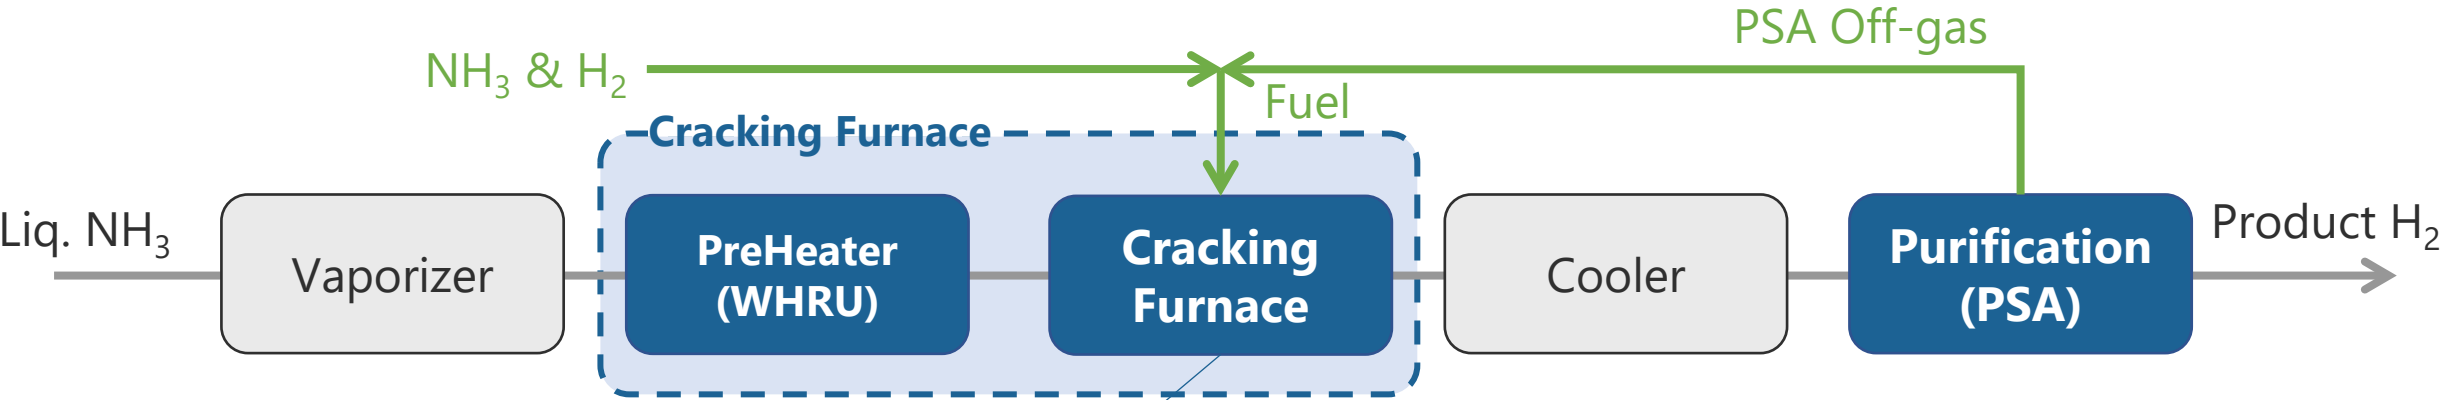 PSA Off-gas
NH₃ & H₂
Fuel
Cracking Furnace
Liq. NH₃
Vaporizer
PreHeater
(WHRU)
Cracking
Furnace
Cooler
Purification
(PSA)
Product H₂